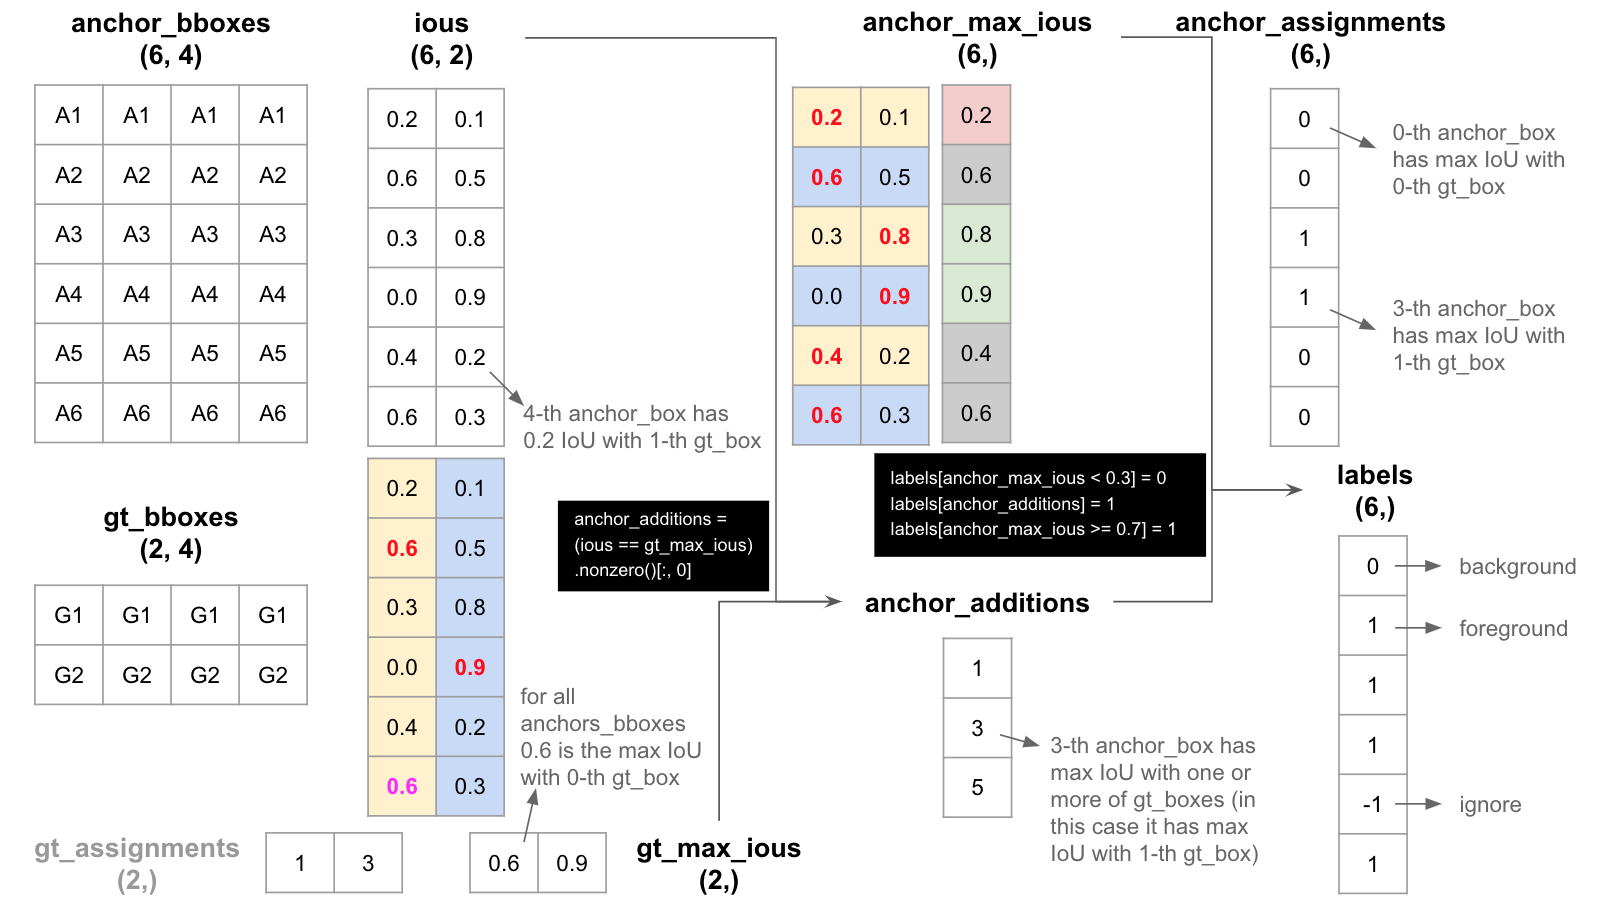 anchor_bboxes
(6, 4)
A1 A1 A1 A1
A2 A2 A2 A2
A3 A3 A3 A3
A4 A4 A4 A4
A5 A5 A5 A5
A6 A6 A6 A6
gt_bboxes
(2, 4)
G1 G1 G1 G1
G2 G2 G2 G2
ious
(6, 2)
0.2 0.1
0.6 0.5
0.3 0.8
0.0 0.9
0.4 0.2
0.6 0.3
4-th anchor_box has
0.2 IoU with 1-th gt_box
0.2 0.1
0.6 0.5
0.3 0.8
0.0 0.9
0.4 0.2
0.6 0.3
for all
anchors_bboxes
0.6 is the max IoU
with 0-th gt_box
gt_assignments
(2,)
1 3
0.6 0.9
gt_max_ious
(2,)
anchor_additions =
(ious == gt_max_ious)
.nonzero()[:, 0]
anchor_max_ious
(6,)
0.2 0.1 0.2
0.6 0.5 0.6
0.3 0.8 0.8
0.0 0.9 0.9
0.4 0.2 0.4
0.6 0.3 0.6
labels[anchor_max_ious < 0.3] = 0
labels[anchor_additions] = 1
labels[anchor_max_ious >= 0.7] = 1
anchor_additions
1
3
5
3-th anchor_box has
max IoU with one or
more of gt_boxes (in
this case it has max
IoU with 1-th gt_box)
anchor_assignments
(6,)
0
0
1
1
0
0
0-th anchor_box
has max IoU with
0-th gt_box
3-th anchor_box
has max IoU with
1-th gt_box
labels
(6,)
0
1
1
1
-1
1
background
foreground
ignore